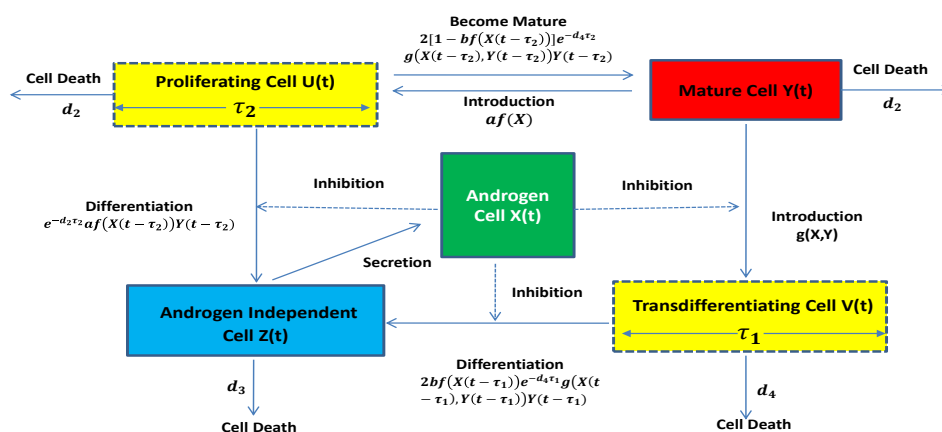 Become Mature
2[1 − bf(X(t − τ₂))]e^{−d₄τ₂}
g(X(t − τ₂), Y(t − τ₂))Y(t − τ₂)
Cell Death
d₂
Proliferating Cell U(t)
τ₂
Introduction
af(X)
Mature Cell Y(t)
Cell Death
d₂
Differentiation
e^{−d₂τ₂}af(X(t − τ₂))Y(t − τ₂)
Inhibition
Androgen
Cell X(t)
Inhibition
Introduction
g(X,Y)
Secretion
Inhibition
Androgen Independent
Cell Z(t)
Transdifferentiating Cell V(t)
τ₁
Differentiation
2bf(X(t − τ₁))e^{−d₄τ₁}g(X(t
− τ₁), Y(t − τ₁))Y(t − τ₁)
d₃
Cell Death
d₄
Cell Death